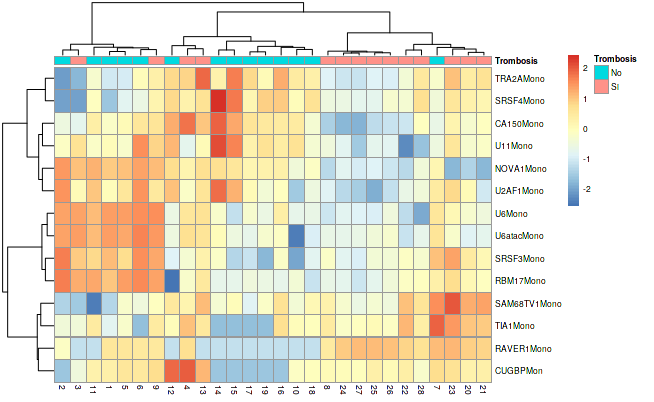 Trombosis
Trombosis
No
SI
2
1
0
-1
-2
TRA2AMono
SRSF4Mono
CA150Mono
U11Mono
NOVA1Mono
U2AF1Mono
U6Mono
U6atacMono
SRSF3Mono
RBM17Mono
SAM68TV1Mono
TIA1Mono
RAVER1Mono
CUGBPMon
2 3 11 1 5 6 9 12 4 13 14 15 17 19 16 10 18 8 24 27 25 26 22 28 7 23 20 21